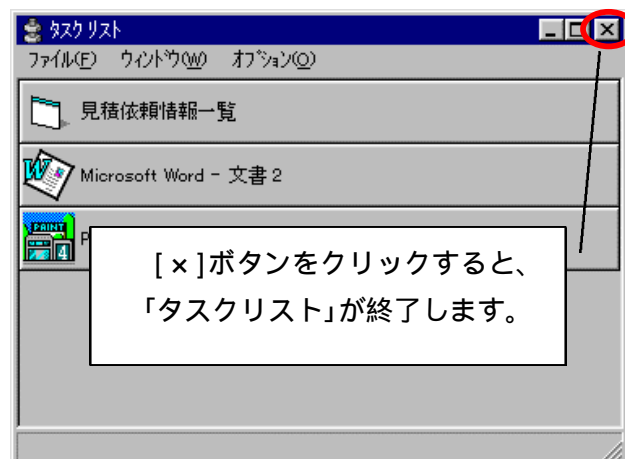 タスク リスト
ファイル(F) ウィンドウ(W) オプション(O)
見積依頼情報一覧
Microsoft Word - 文書 2
PAINT
4
P
[×]ボタンをクリックすると、
「タスクリスト」が終了します。